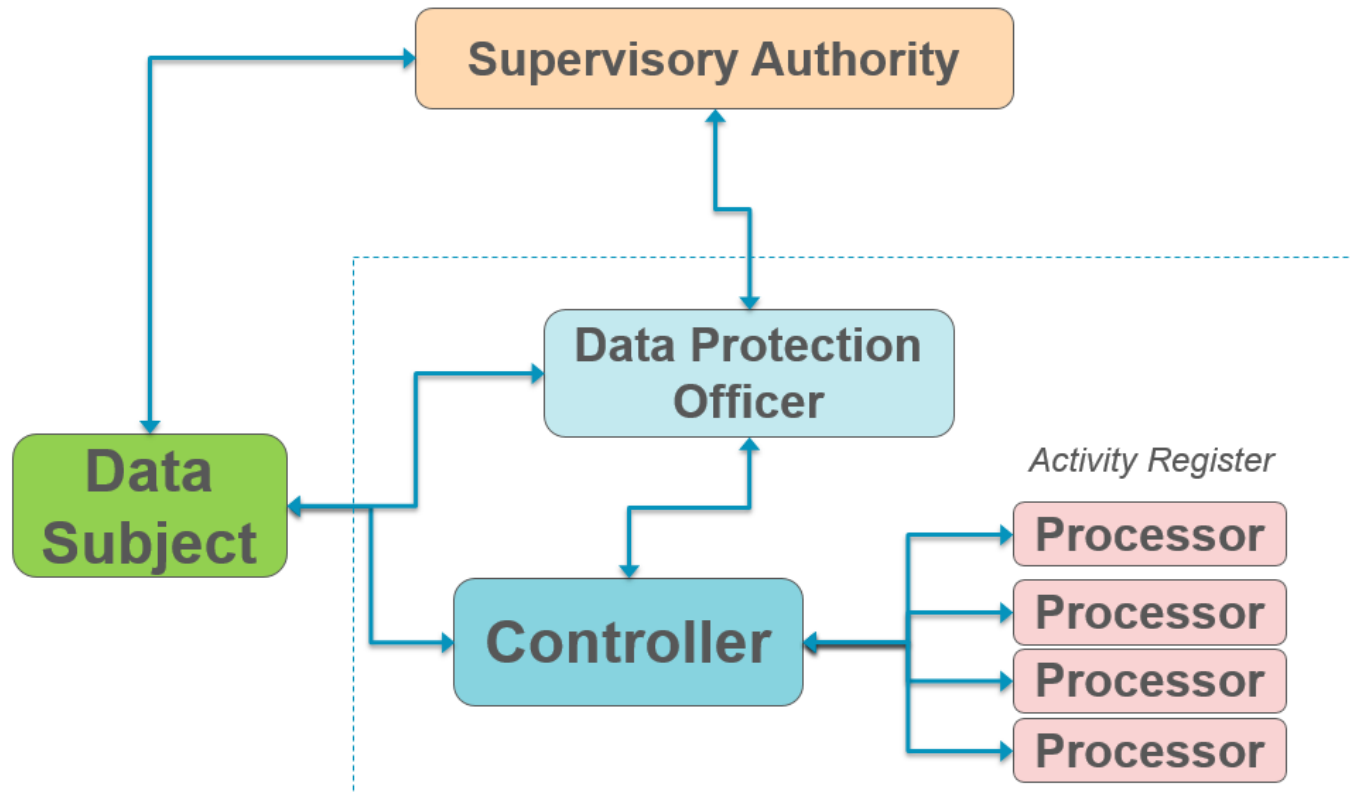 Supervisory Authority
Data Protection
Officer
Data
Subject
Activity Register
Processor
Controller
Processor
Processor
Processor